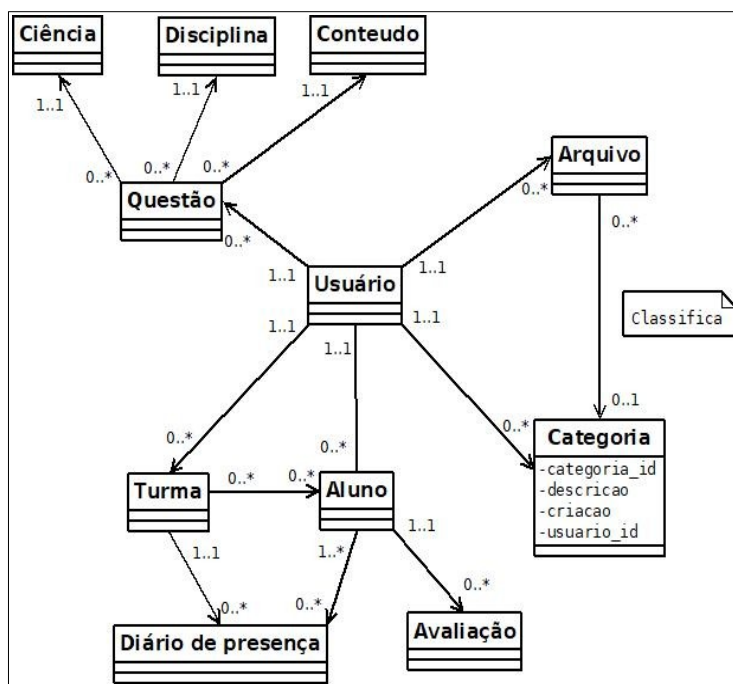 Ciência
Disciplina
Conteudo
1..1
1..1
1..1
0..*
0..*
0..*
Questão
Arquivo
0..*
0..*
0..*
1..1
1..1
Usuário
Classifica
1..1
1..1
1..1
0..1
0..*
0..*
0..*
Categoria
-categoria_id
-descricao
-criacao
-usuario_id
Turma
0..*
0..*
Aluno
1..1
1..*
1..1
0..*
0..*
0..*
Diário de presença
Avaliação